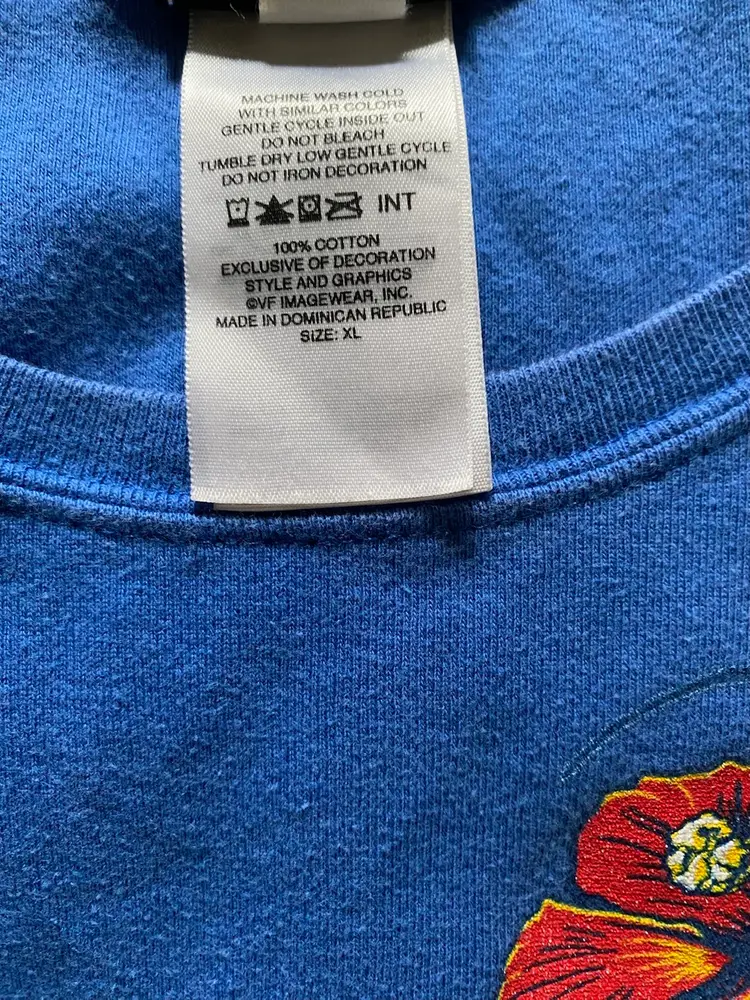 MACHINE WASH COLD
WITH SIMILAR COLORS
GENTLE CYCLE INSIDE OUT
DO NOT BLEACH
TUMBLE DRY LOW GENTLE CYCLE
DO NOT IRON DECORATION
INT
100% COTTON
EXCLUSIVE OF DECORATION
STYLE AND GRAPHICS
©VF IMAGEWEAR, INC.
MADE IN DOMINICAN REPUBLIC
SIZE: XL